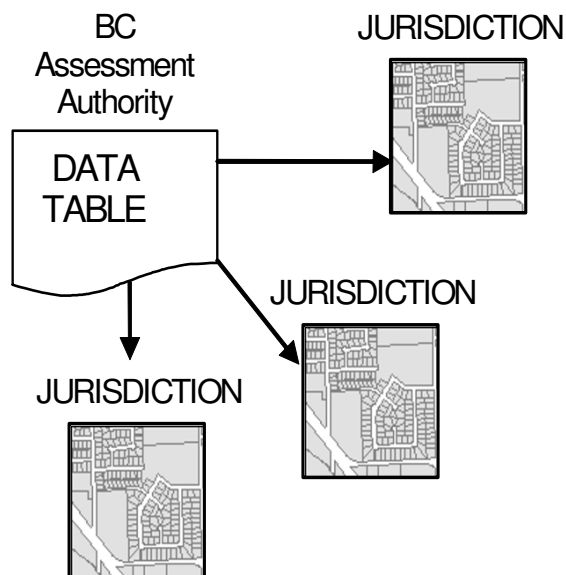 BC
Assessment
Authority
DATA
TABLE
JURISDICTION
JURISDICTION
JURISDICTION